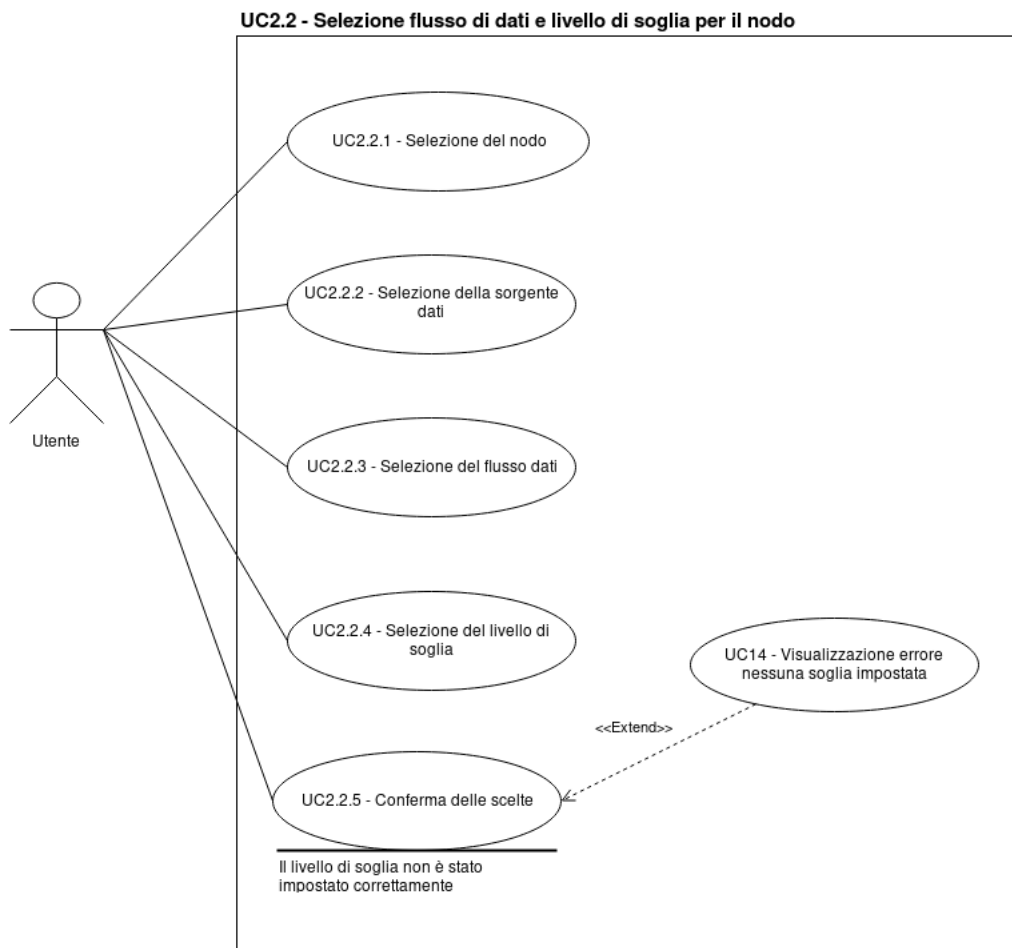 UC2.2 - Selezione flusso di dati e livello di soglia per il nodo
UC2.2.1 - Selezione del nodo
UC2.2.2 - Selezione della sorgente
dati
Utente
UC2.2.3 - Selezione del flusso dati
UC2.2.4 - Selezione del livello di
soglia
UC14 - Visualizzazione errore
nessuna soglia impostata
<<Extend>>
UC2.2.5 - Conferma delle scelte
Il livello di soglia non è stato
impostato correttamente